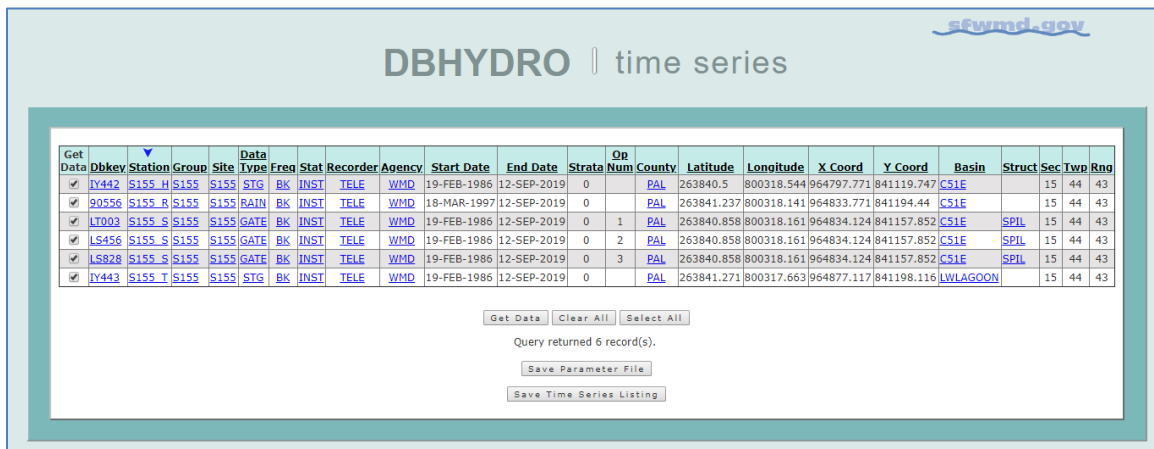 sfwmd.gov
DBHYDRO | time series
Get Data Dbkey Station Group Site Data Type Freq Stat Recorder Agency Start Date End Date Strata Op Num County Latitude Longitude X Coord Y Coord Basin Struct Sec Twp Rng
IY442 S155_H S155 S155 STG BK INST TELE WMD 19-FEB-1986 12-SEP-2019 0 PAL 263840.5 800318.544 964797.771 841119.747 C51E 15 44 43
90556 S155_R S155 S155 RAIN BK INST TELE WMD 18-MAR-1997 12-SEP-2019 0 PAL 263841.237 800318.141 964833.771 841194.44 C51E 15 44 43
LT003 S155_S S155 S155 GATE BK INST TELE WMD 19-FEB-1986 12-SEP-2019 0 1 PAL 263840.858 800318.161 964834.124 841157.852 C51E SPIL 15 44 43
LS456 S155_S S155 S155 GATE BK INST TELE WMD 19-FEB-1986 12-SEP-2019 0 2 PAL 263840.858 800318.161 964834.124 841157.852 C51E SPIL 15 44 43
LS828 S155_S S155 S155 GATE BK INST TELE WMD 19-FEB-1986 12-SEP-2019 0 3 PAL 263840.858 800318.161 964834.124 841157.852 C51E SPIL 15 44 43
IY443 S155_T S155 S155 STG BK INST TELE WMD 19-FEB-1986 12-SEP-2019 0 PAL 263841.271 800317.663 964877.117 841198.116 LWLAGOON 15 44 43
Get Data Clear All Select All
Query returned 6 record(s).
Save Parameter File
Save Time Series Listing